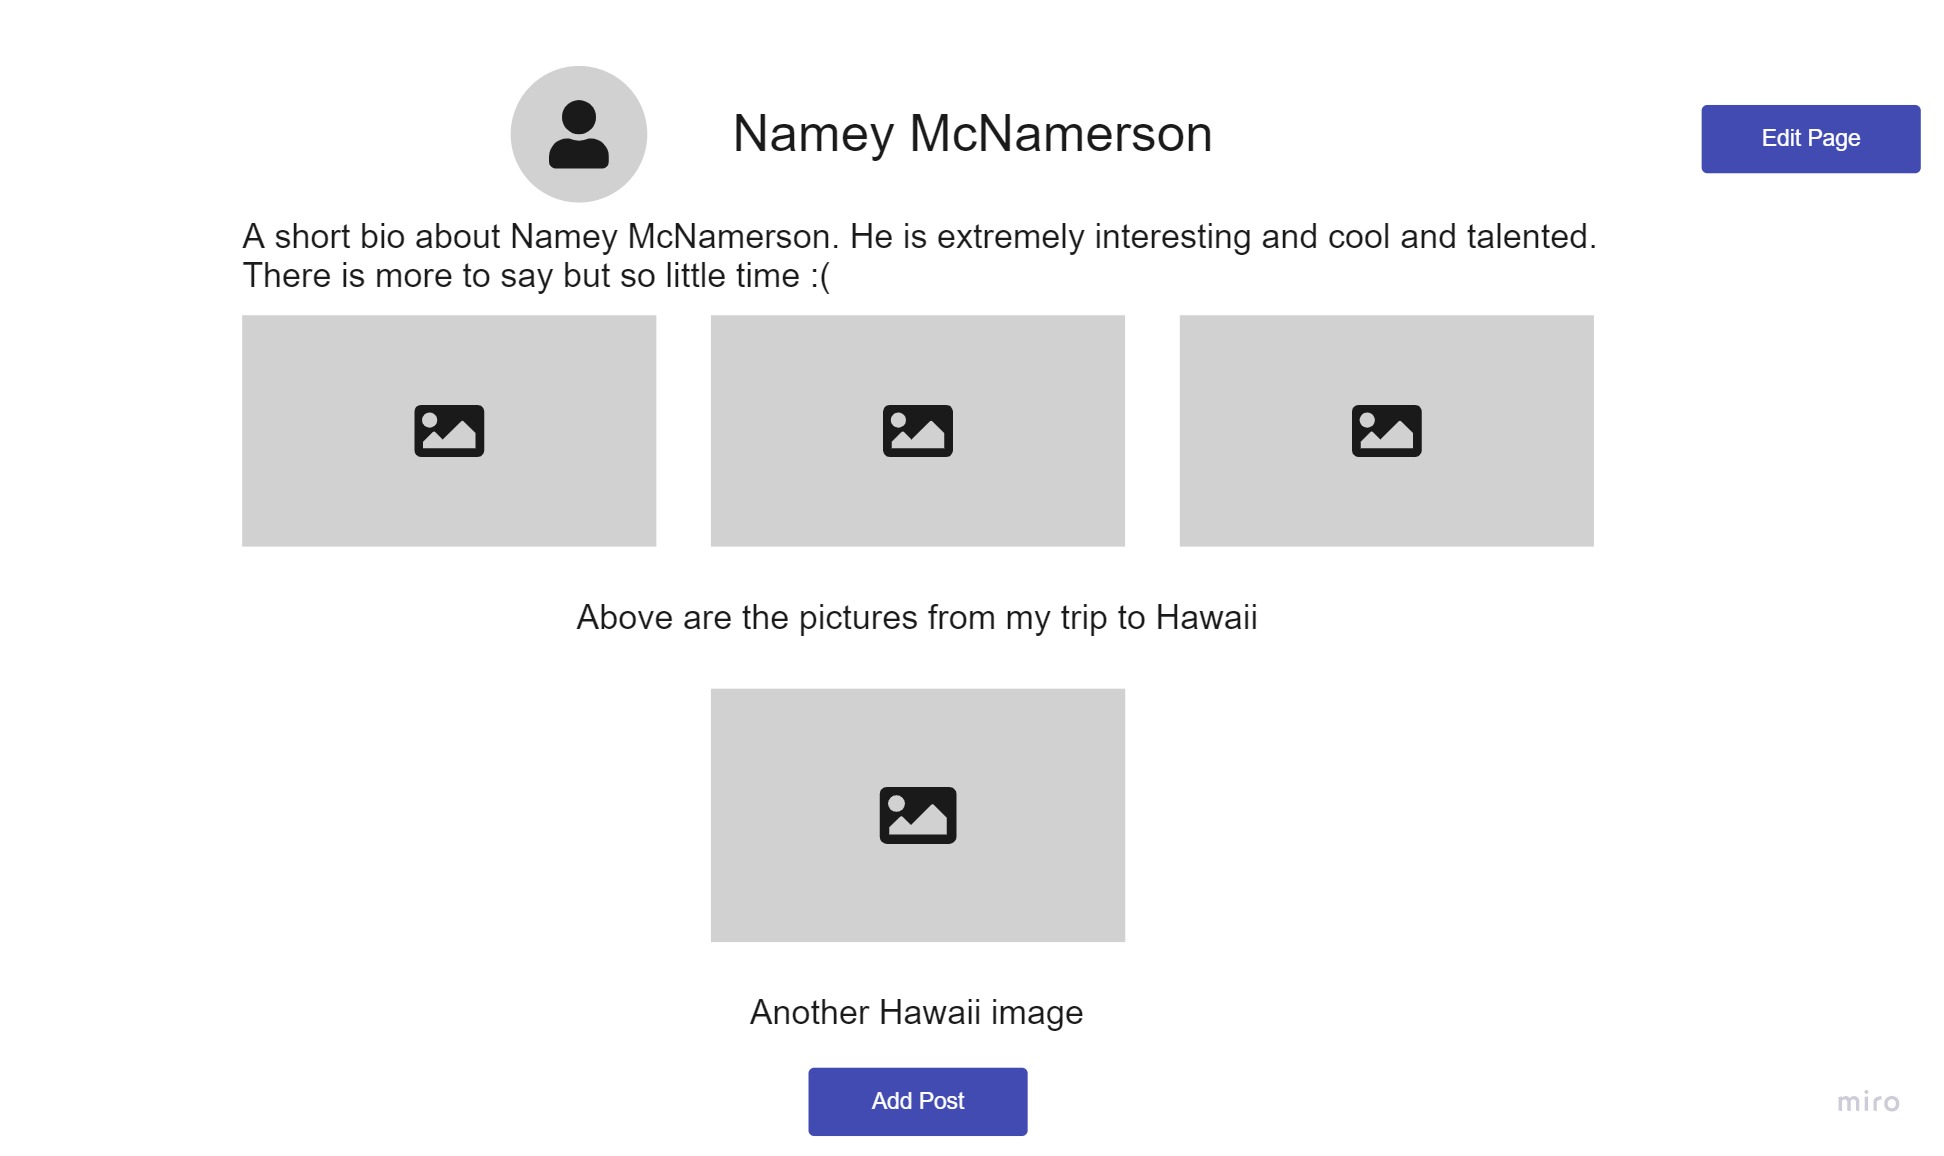 Namey McNamerson
Edit Page
A short bio about Namey McNamerson. He is extremely interesting and cool and talented.
There is more to say but so little time :(
Above are the pictures from my trip to Hawaii
Another Hawaii image
Add Post
miro